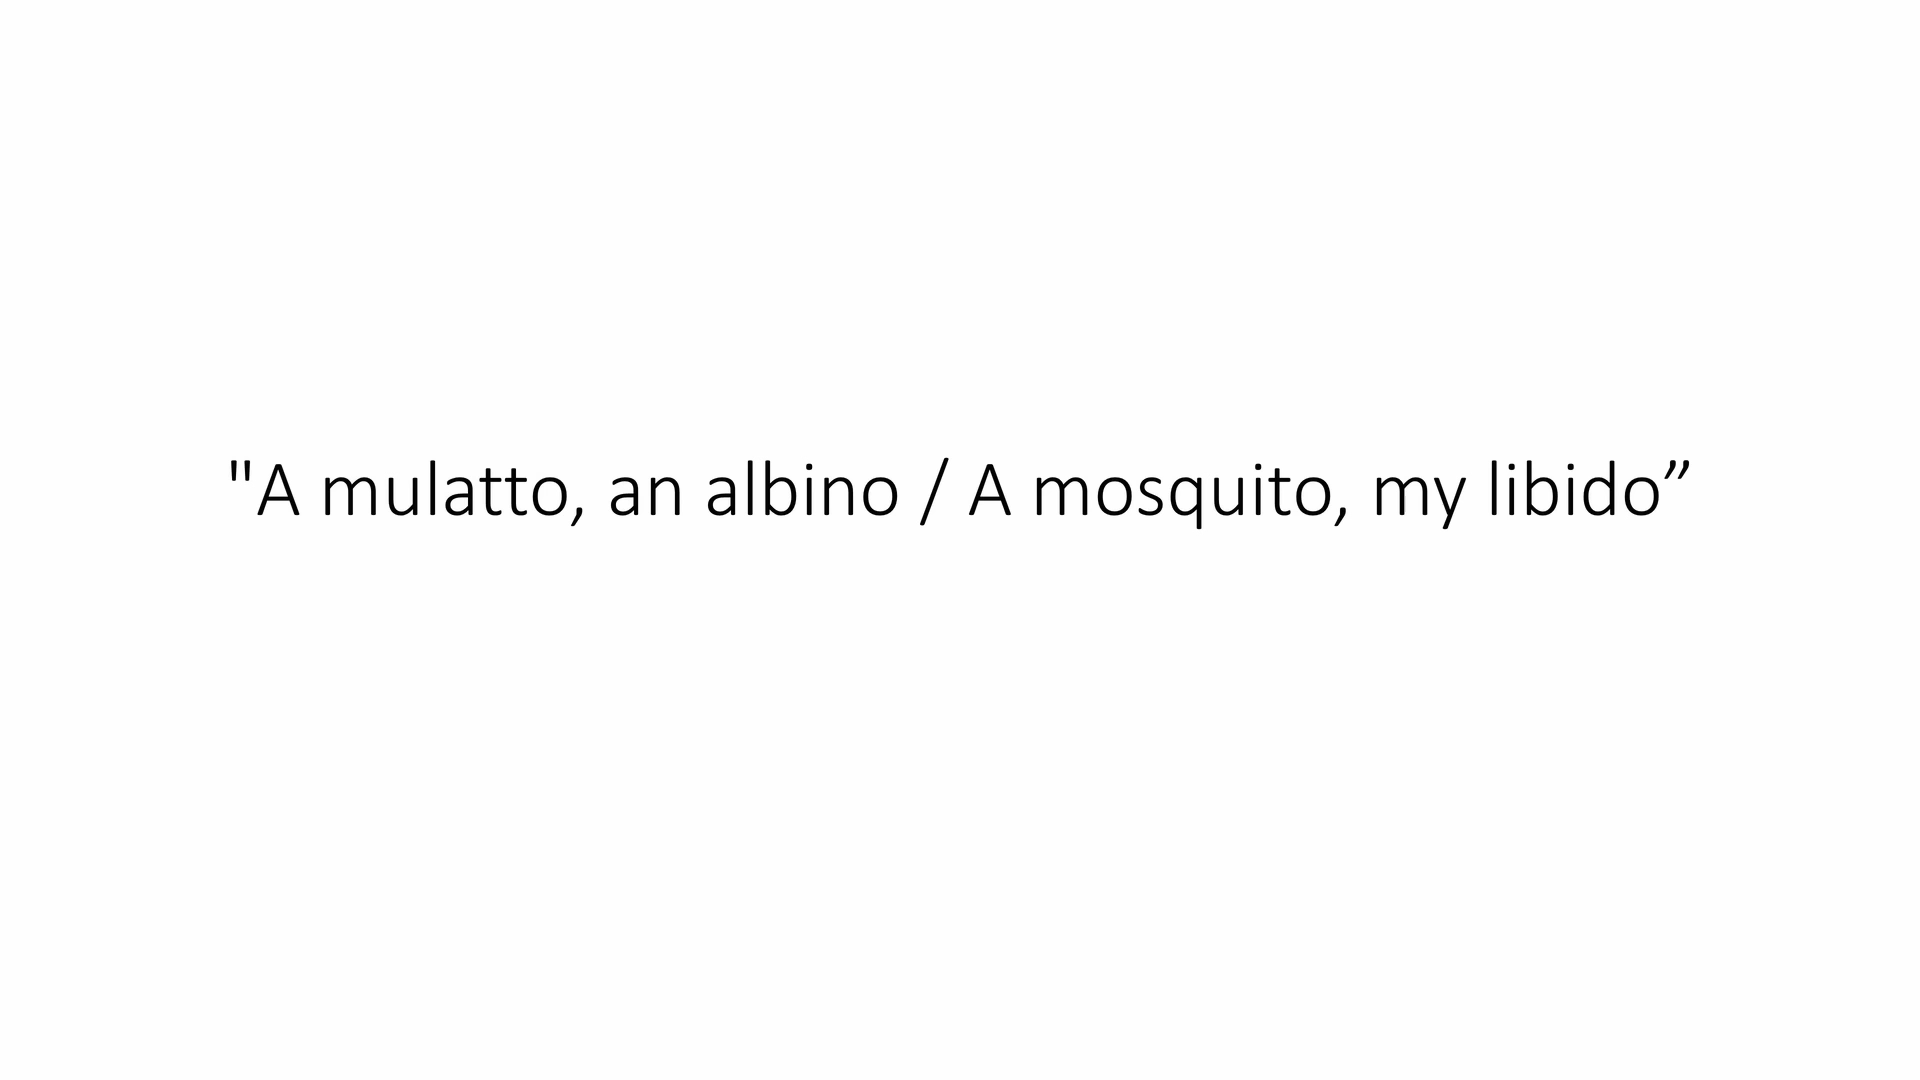 "A mulatto, an albino / A mosquito, my libido”